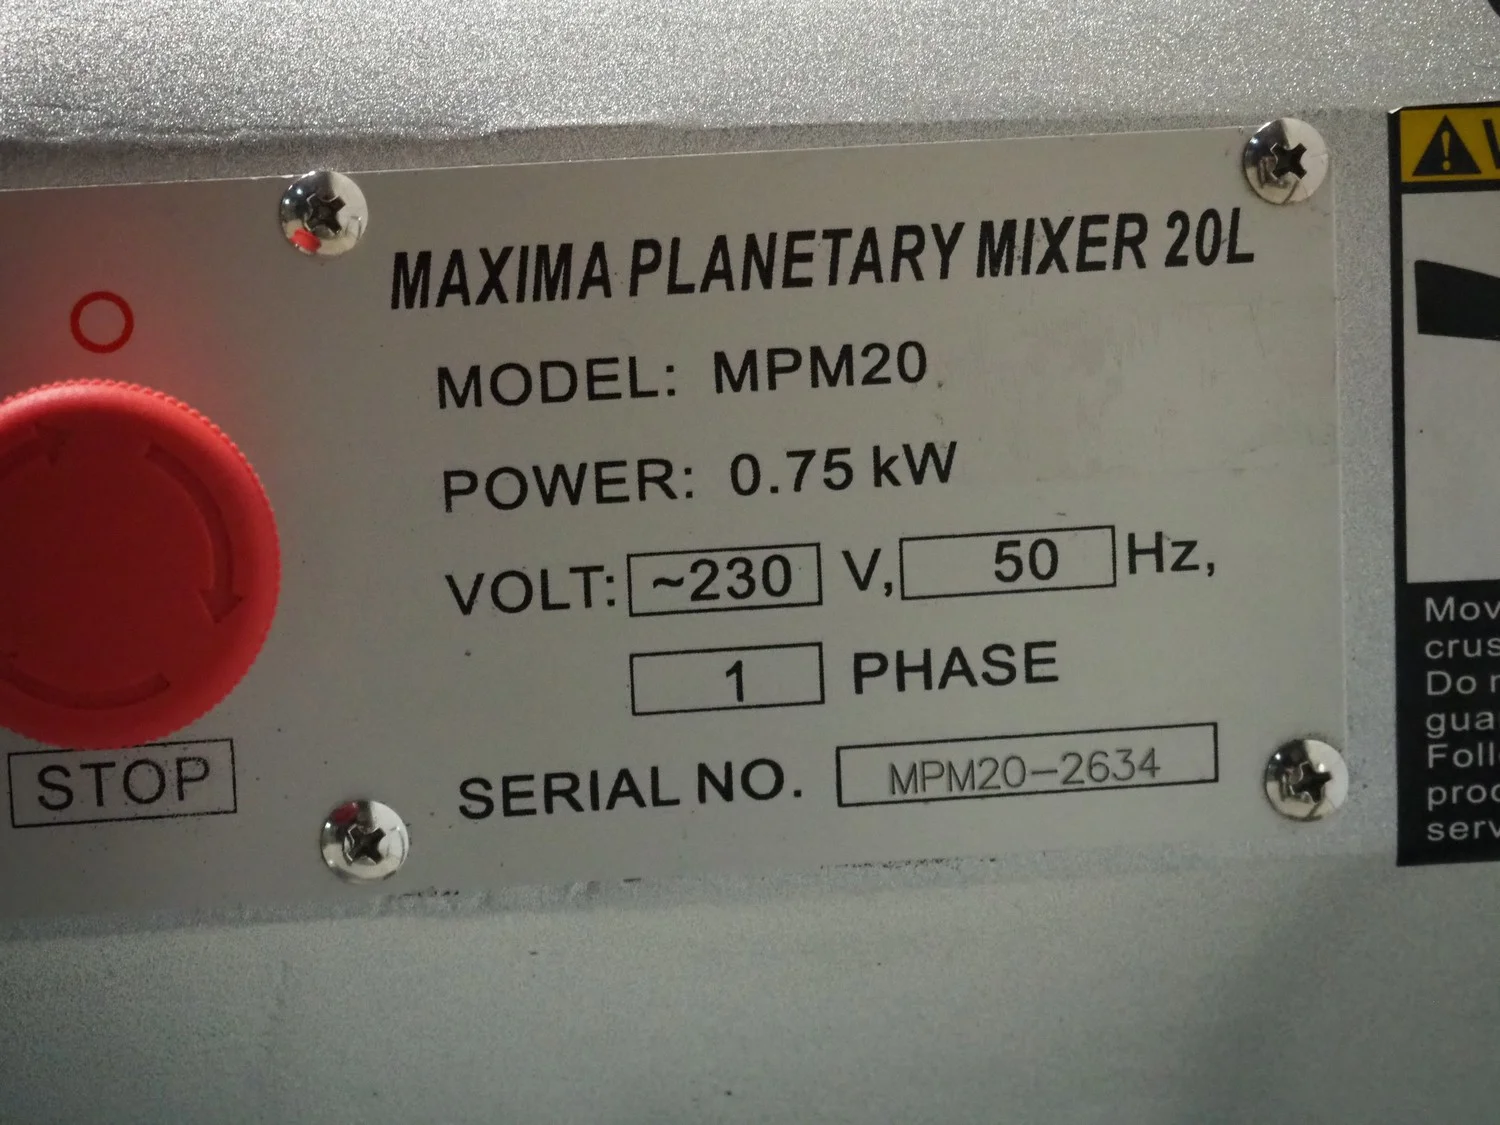 MAXIMA PLANETARY MIXER 20L
MODEL: MPM20
POWER: 0.75 kW
VOLT: ~230 V, 50 Hz,
1 PHASE
SERIAL NO. MPM20-2634
STOP
Do